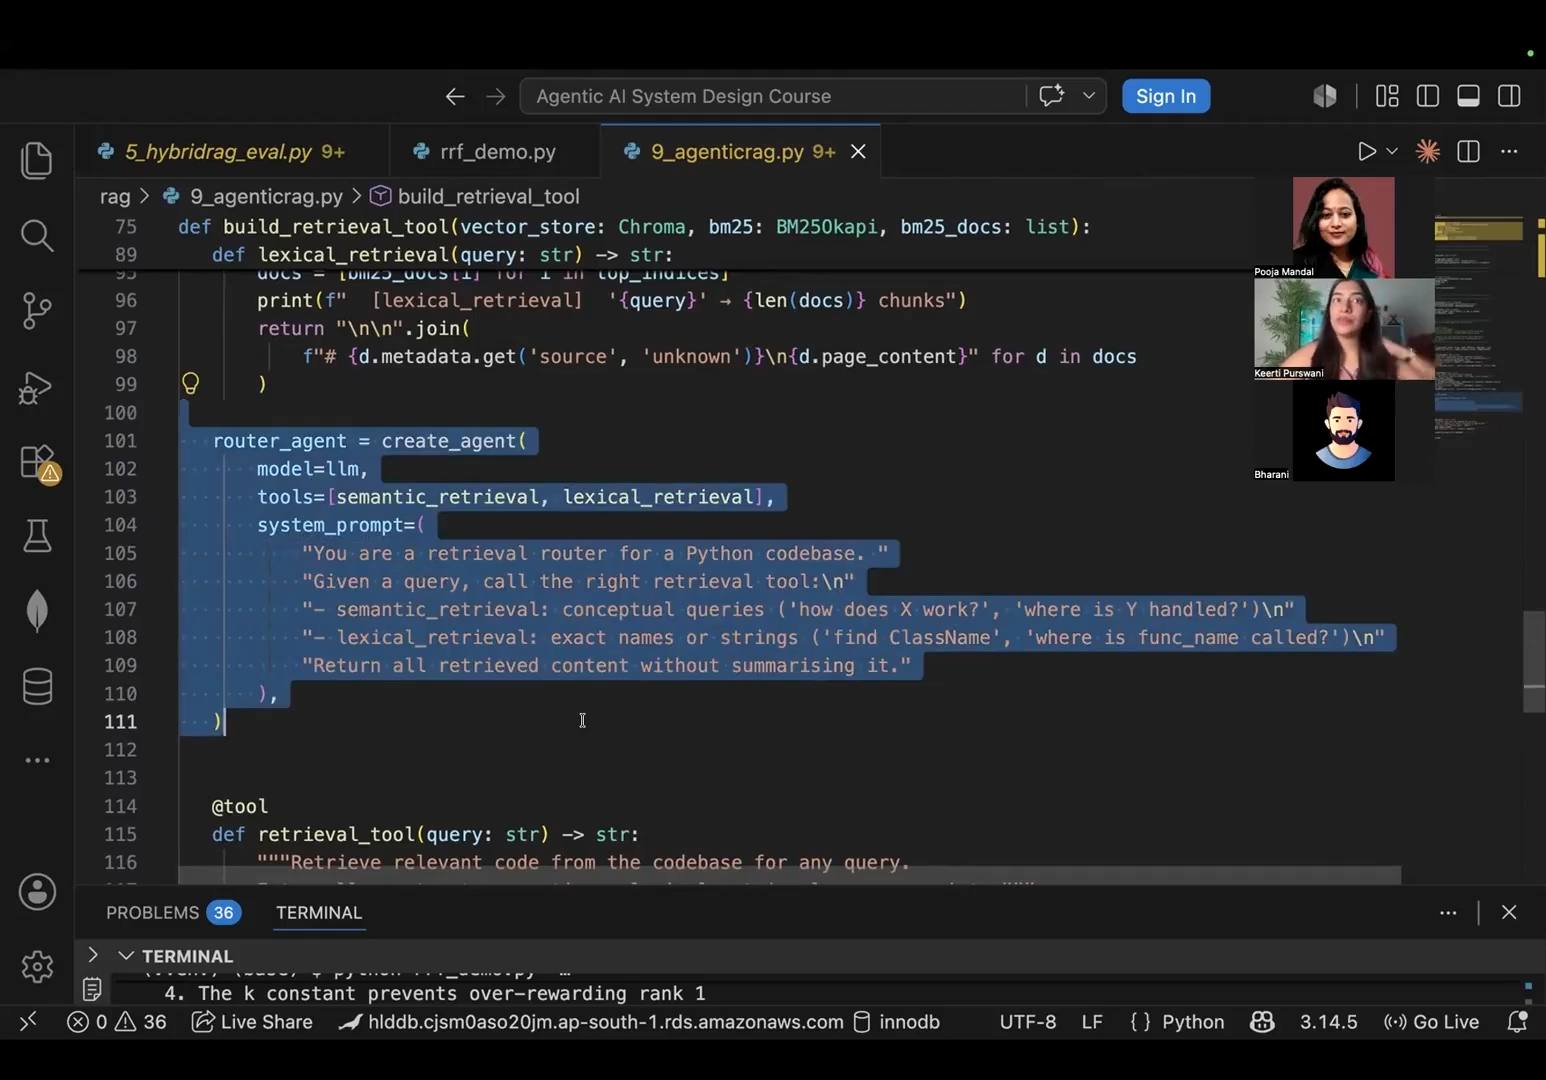 Agentic AI System Design Course
Sign In
5_hybridrag_eval.py 9+
rrf_demo.py
9_agenticrag.py 9+
rag > 9_agenticrag.py > build_retrieval_tool
75 def build_retrieval_tool(vector_store: Chroma, bm25: BM25Okapi, bm25_docs: list):
89 def lexical_retrieval(query: str) -> str:
95 docs = [bm25_docs[i] for i in top_indices]
96 print(f"  [lexical_retrieval]  '{query}' → {len(docs)} chunks")
97 return "\n\n".join(
98 f"# {d.metadata.get('source', 'unknown')}\n{d.page_content}" for d in docs
99 )
100
101 router_agent = create_agent(
102 model=llm,
103 tools=[semantic_retrieval, lexical_retrieval],
104 system_prompt=(
105 "You are a retrieval router for a Python codebase. "
106 "Given a query, call the right retrieval tool:\n"
107 "- semantic_retrieval: conceptual queries ('how does X work?', 'where is Y handled?')\n"
108 "- lexical_retrieval: exact names or strings ('find ClassName', 'where is func_name called?')\n"
109 "Return all retrieved content without summarising it."
110 ),
111 )
112
113
114 @tool
115 def retrieval_tool(query: str) -> str:
116 """Retrieve relevant code from the codebase for any query.
Pooja Mandal
Keerti Purswani
Bharani
PROBLEMS 36 TERMINAL
TERMINAL
4. The k constant prevents over-rewarding rank 1
0 36 Live Share hlddb.cjsm0aso20jm.ap-south-1.rds.amazonaws.com innodb UTF-8 LF {} Python 3.14.5 Go Live